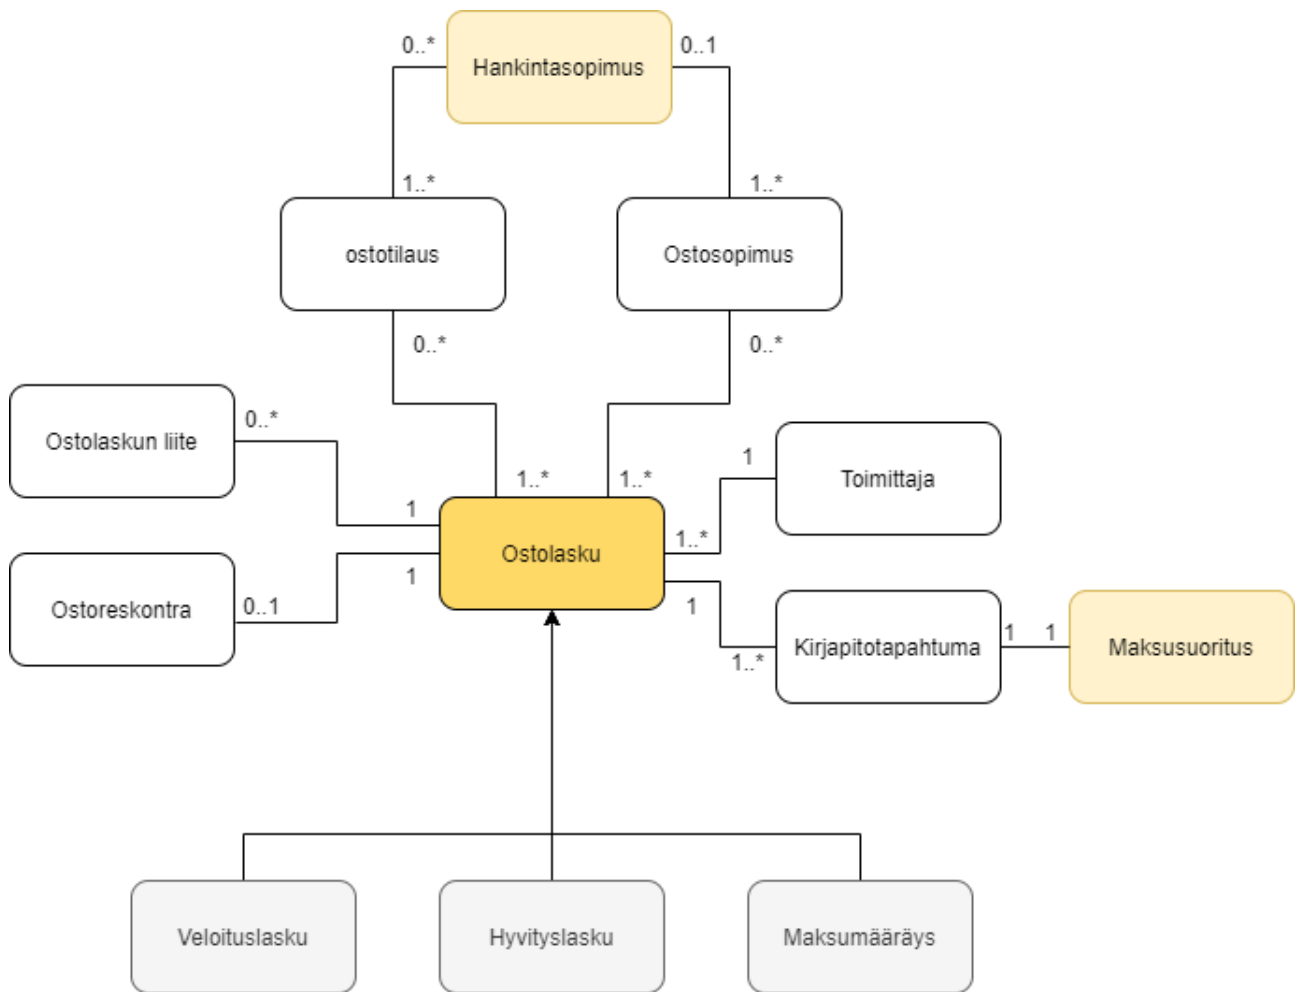 0..*
Hankintasopimus
0..1
1..*
1..*
ostotilaus
Ostosopimus
0..*
0..*
Ostolaskun liite
0..*
1..*
1..*
1
Toimittaja
1
Ostolasku
1..*
Ostoreskontra
0..1
1
1
1..*
Kirjapitotapahtuma
1
1
Maksusuoritus
Veloituslasku
Hyvityslasku
Maksumääräys